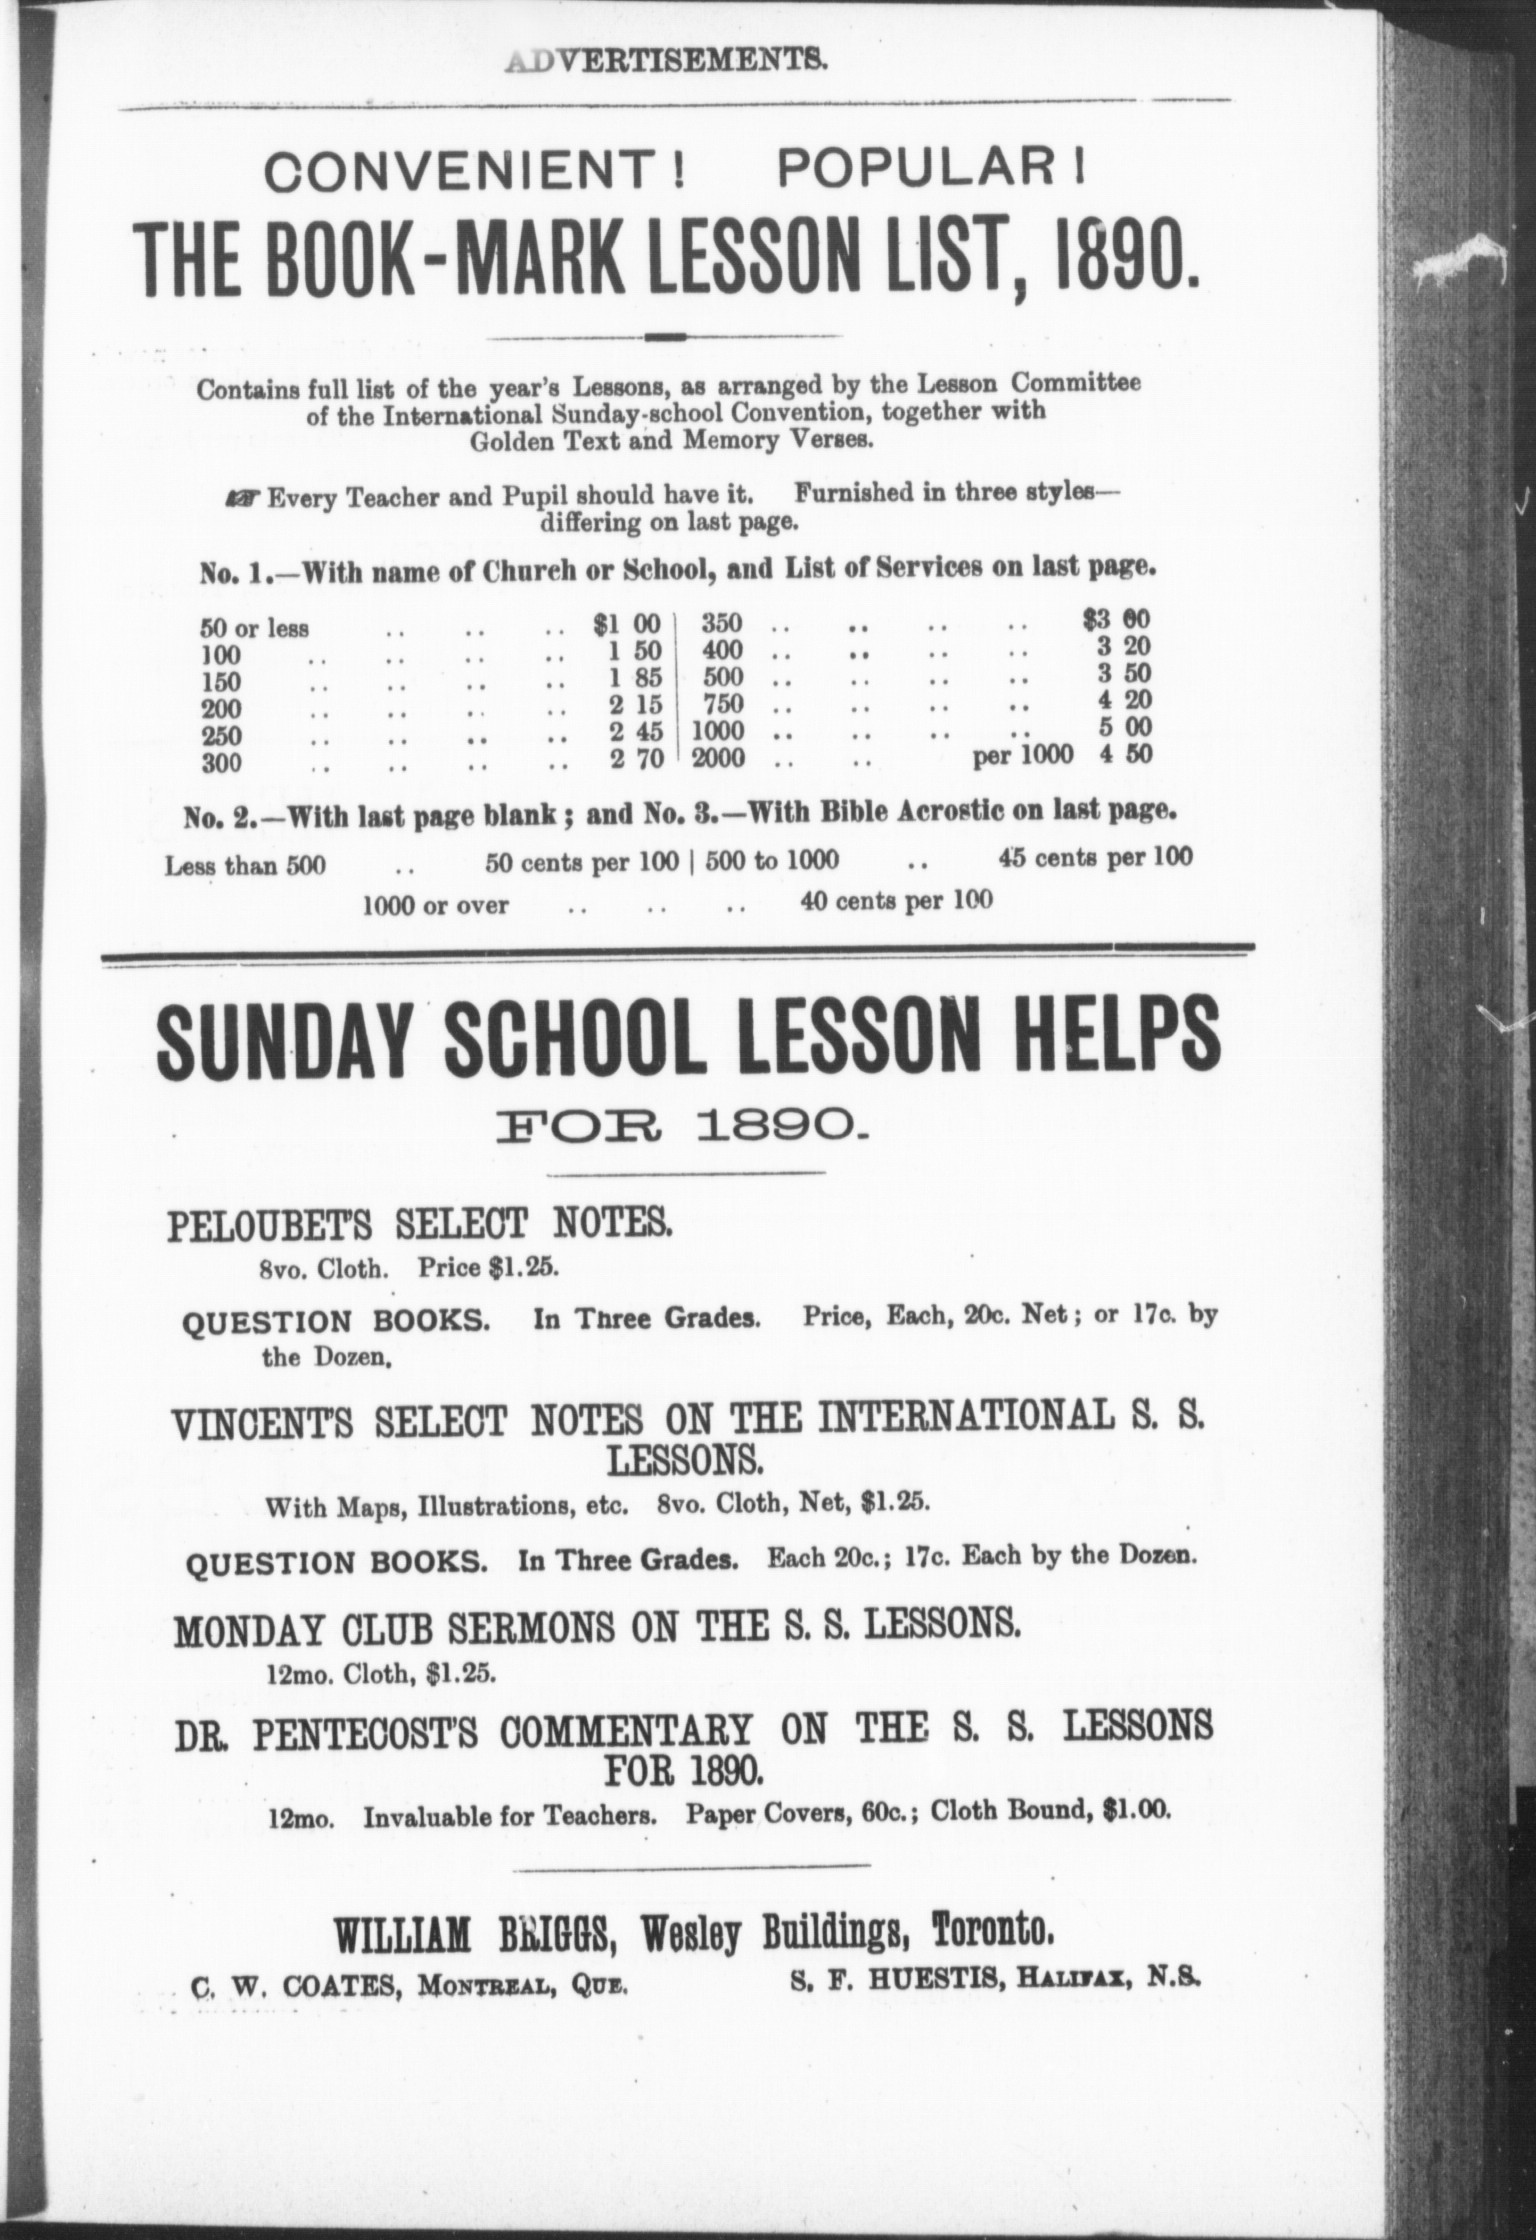 ADVERTISEMENTS.
CONVENIENT! POPULAR!
THE BOOK-MARK LESSON LIST, 1890.
Contains full list of the year's Lessons, as arranged by the Lesson Committee
of the International Sunday-school Convention, together with
Golden Text and Memory Verses.
☞ Every Teacher and Pupil should have it. Furnished in three styles—
differing on last page.
No. 1.—With name of Church or School, and List of Services on last page.
50 or less .. .. .. $1 00 | 350 .. .. .. .. $3 00
100 .. .. .. .. 1 50 | 400 .. .. .. .. 3 20
150 .. .. .. .. 1 85 | 500 .. .. .. .. 3 50
200 .. .. .. .. 2 15 | 750 .. .. .. .. 4 20
250 .. .. .. .. 2 45 | 1000 .. .. .. .. 5 00
300 .. .. .. .. 2 70 | 2000 .. .. per 1000 4 50
No. 2.—With last page blank; and No. 3.—With Bible Acrostic on last page.
Less than 500 .. 50 cents per 100 | 500 to 1000 .. 45 cents per 100
1000 or over .. .. .. 40 cents per 100
SUNDAY SCHOOL LESSON HELPS
FOR 1890.
PELOUBET'S SELECT NOTES.
8vo. Cloth. Price $1.25.
QUESTION BOOKS. In Three Grades. Price, Each, 20c. Net; or 17c. by
the Dozen.
VINCENT'S SELECT NOTES ON THE INTERNATIONAL S. S.
LESSONS.
With Maps, Illustrations, etc. 8vo. Cloth, Net, $1.25.
QUESTION BOOKS. In Three Grades. Each 20c.; 17c. Each by the Dozen.
MONDAY CLUB SERMONS ON THE S. S. LESSONS.
12mo. Cloth, $1.25.
DR. PENTECOST'S COMMENTARY ON THE S. S. LESSONS
FOR 1890.
12mo. Invaluable for Teachers. Paper Covers, 60c.; Cloth Bound, $1.00.
WILLIAM BRIGGS, Wesley Buildings, Toronto.
C. W. COATES, MONTREAL, QUE. S. F. HUESTIS, HALIFAX, N.S.